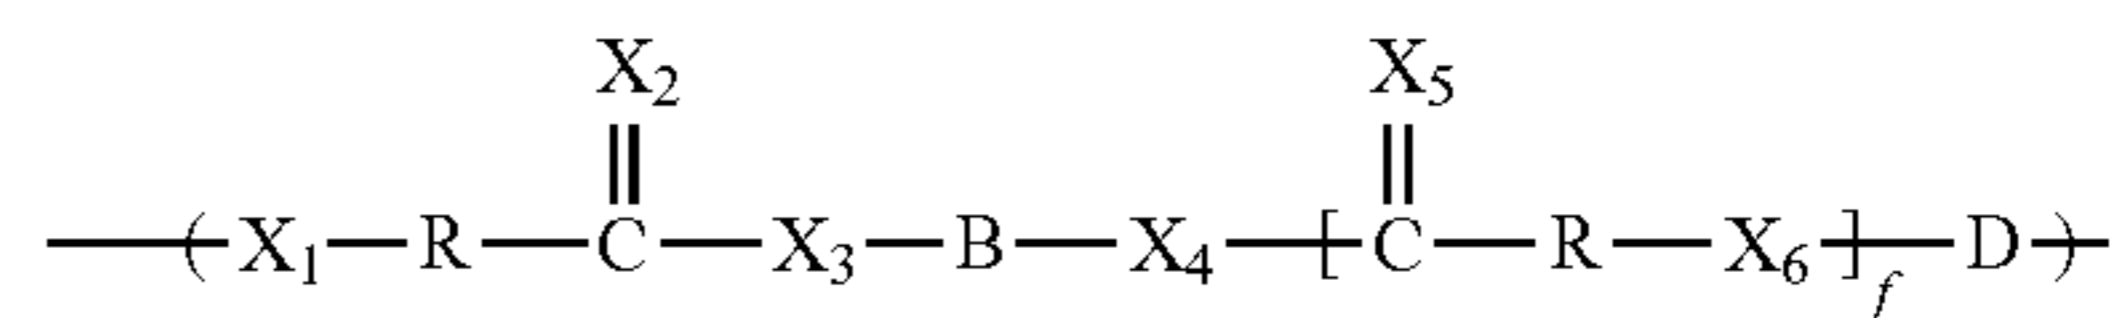 X₂ X₅
—( X₁—R—C—X₃—B—X₄—[ C—R—X₆ ]f—D )—